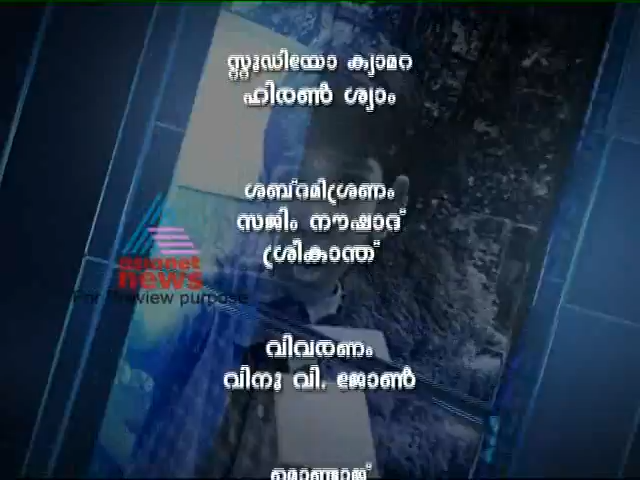 സ്റ്റുഡിയോ ക്യാമറ
ഹിരൺ ശ്യാം
ശബ്ദമിശ്രണം
സജിം നൗഷാദ്
ശ്രീകാന്ത്
asianet
news
For Preview purpose
വിവരണം
വിനു വി. ജോൺ
മൊണ്ടാജ്